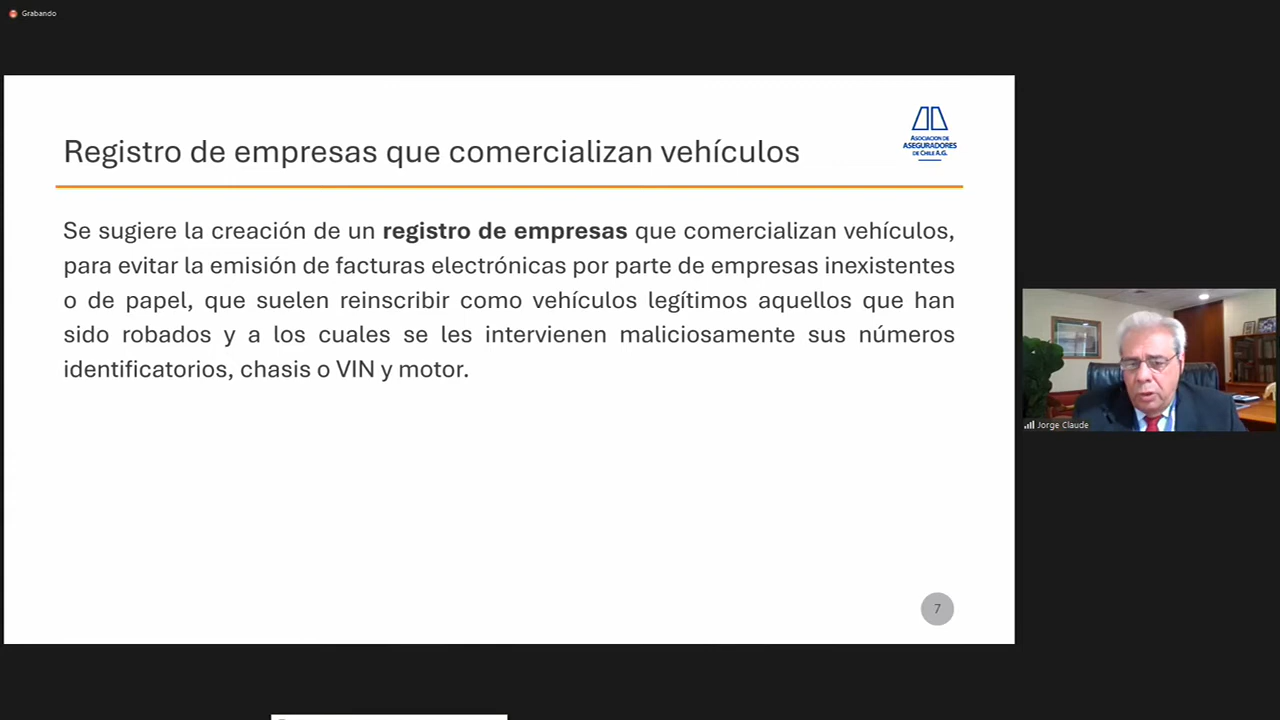 Grabando
Registro de empresas que comercializan vehículos
ASOCIACION DE
ASEGURADORES
DE CHILE A.G.
Se sugiere la creación de un registro de empresas que comercializan vehículos,
para evitar la emisión de facturas electrónicas por parte de empresas inexistentes
o de papel, que suelen reinscribir como vehículos legítimos aquellos que han
sido robados y a los cuales se les intervienen maliciosamente sus números
identificatorios, chasis o VIN y motor.
Jorge Claude
7